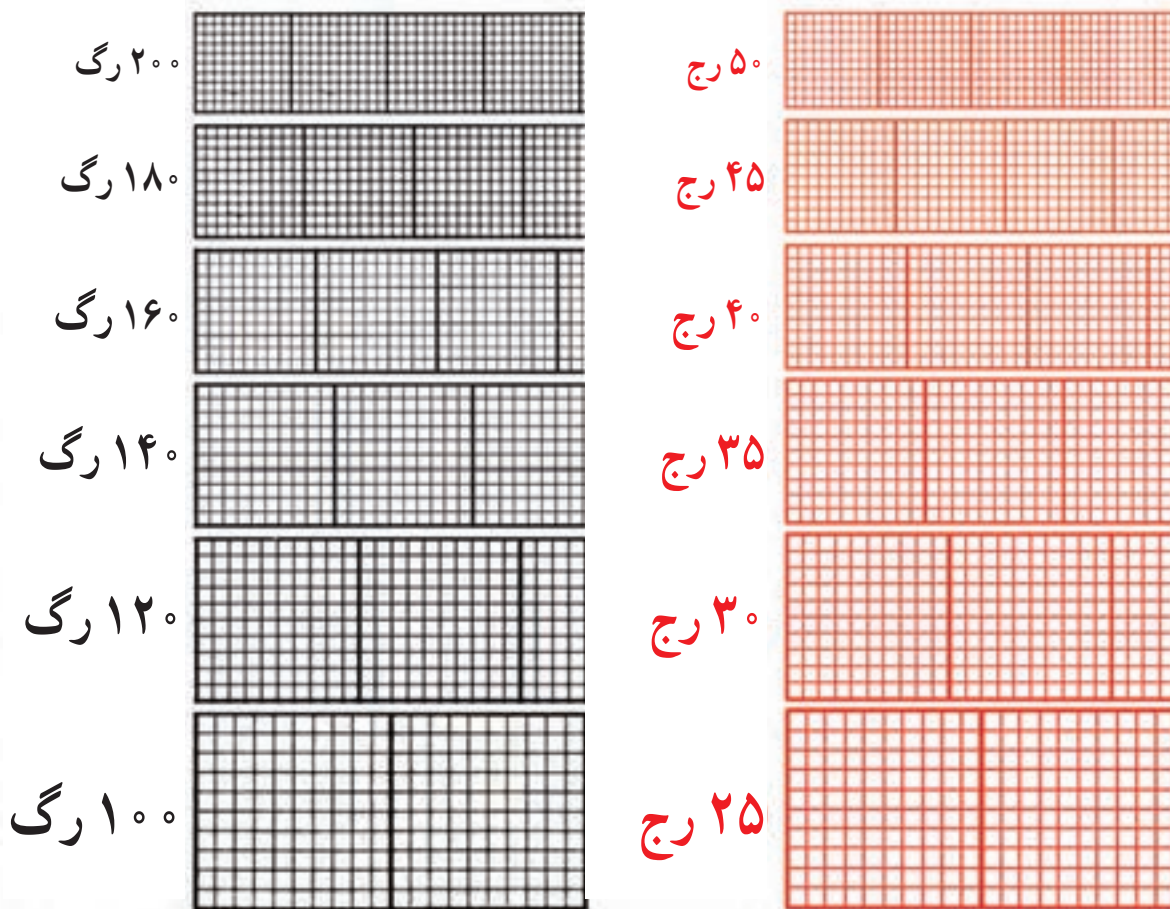 ۵۰ رج
۴۵ رج
۴۰ رج
۳۵ رج
۳۰ رج
۲۵ رج
۲۰۰ رگ
۱۸۰ رگ
۱۶۰ رگ
۱۴۰ رگ
۱۲۰ رگ
۱۰۰ رگ